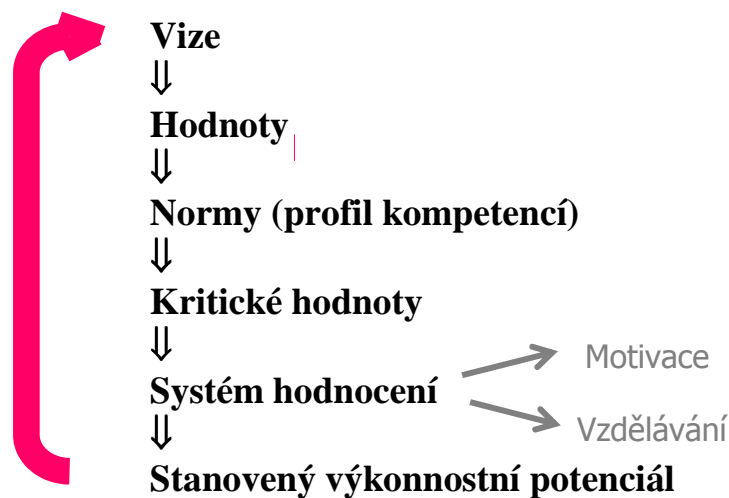 Vize
⇓
Hodnoty
⇓
Normy (profil kompetencí)
⇓
Kritické hodnoty
⇓
Motivace
Systém hodnocení
Vzdělávání
⇓
Stanovený výkonnostní potenciál